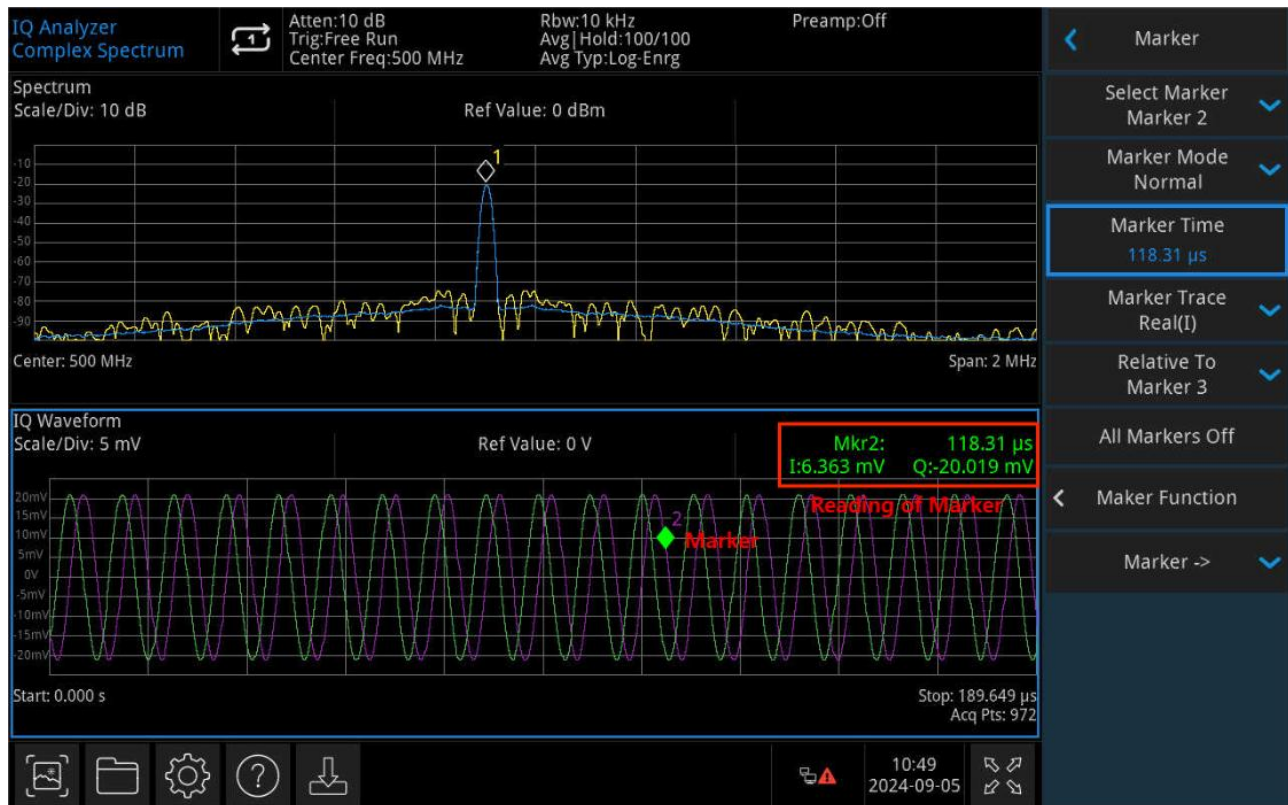 IQ Analyzer
Complex Spectrum
Atten:10 dB
Trig:Free Run
Center Freq:500 MHz
Rbw:10 kHz
Avg|Hold:100/100
Avg Typ:Log-Enrg
Preamp:Off
Spectrum
Scale/Div: 10 dB
Ref Value: 0 dBm
1
-10
-20
-30
-40
-50
-60
-70
-80
-90
Center: 500 MHz
Span: 2 MHz
IQ Waveform
Scale/Div: 5 mV
Ref Value: 0 V
Mkr2: 118.31 µs
I:6.363 mV Q:-20.019 mV
Reading of Marker
2
Marker
20mV
15mV
10mV
5mV
0V
-5mV
-10mV
-15mV
-20mV
Start: 0.000 s
Stop: 189.649 µs
Acq Pts: 972
1
?
10:49
2024-09-05
Marker
Select Marker
Marker 2
Marker Mode
Normal
Marker Time
118.31 µs
Marker Trace
Real(I)
Relative To
Marker 3
All Markers Off
Maker Function
Marker ->